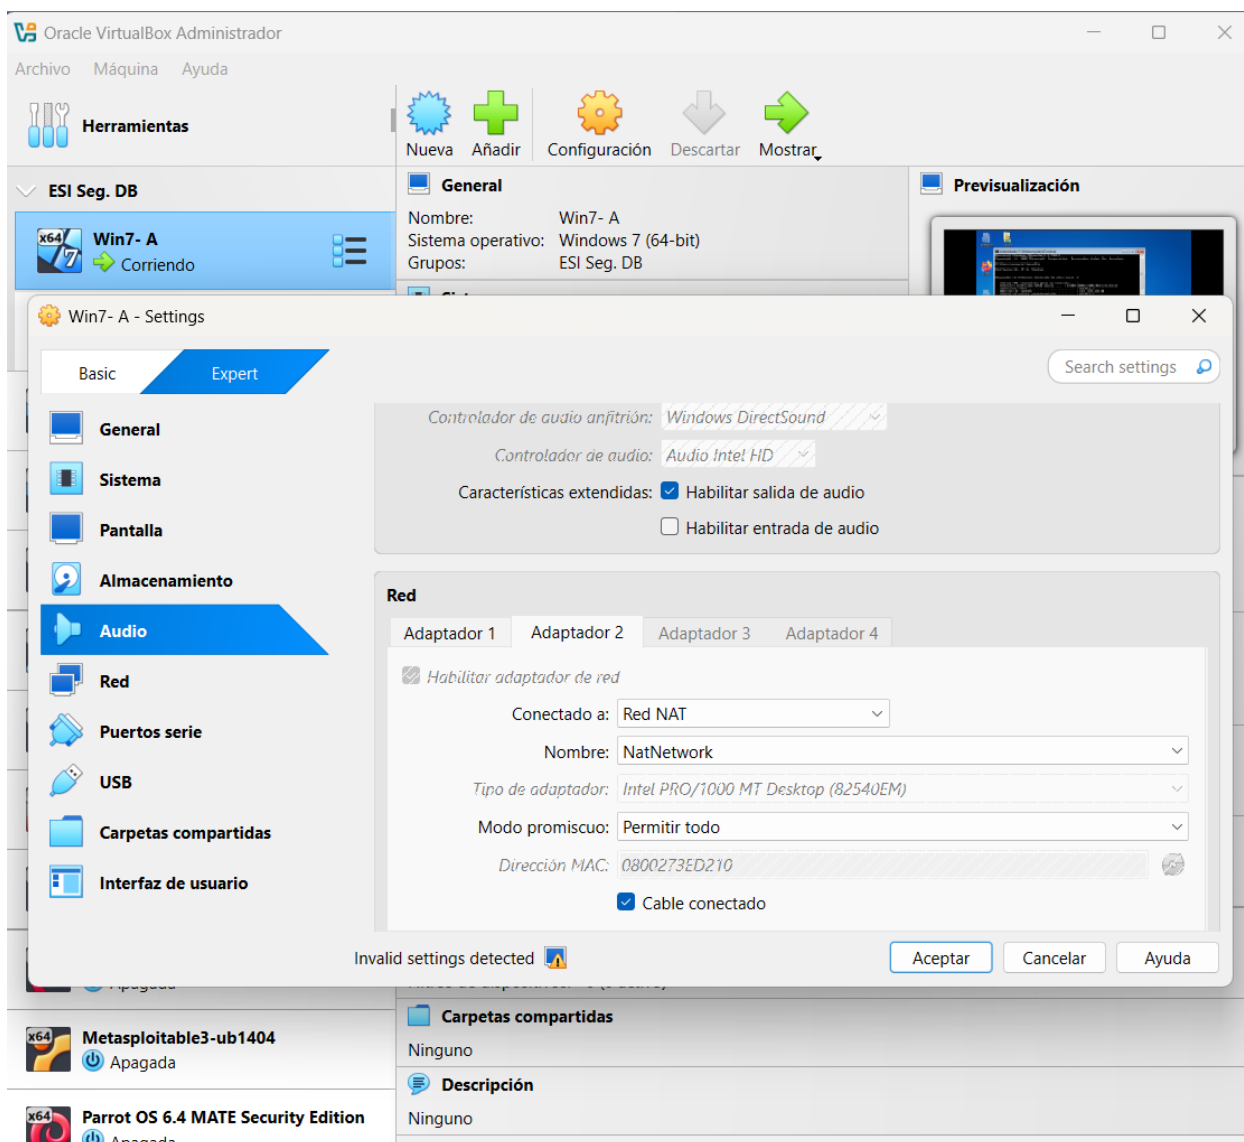 Oracle VirtualBox Administrador
Archivo Máquina Ayuda
Herramientas
Nueva Añadir Configuración Descartar Mostrar
ESI Seg. DB
General
Previsualización
x64 7 Win7- A
Corriendo
Nombre: Win7- A
Sistema operativo: Windows 7 (64-bit)
Grupos: ESI Seg. DB
Win7- A - Settings
Basic Expert
Search settings
General
Sistema
Pantalla
Almacenamiento
Audio
Red
Puertos serie
USB
Carpetas compartidas
Interfaz de usuario
Controlador de audio anfitrión: Windows DirectSound
Controlador de audio: Audio Intel HD
Características extendidas: Habilitar salida de audio
Habilitar entrada de audio
Red
Adaptador 1 Adaptador 2 Adaptador 3 Adaptador 4
Habilitar adaptador de red
Conectado a: Red NAT
Nombre: NatNetwork
Tipo de adaptador: Intel PRO/1000 MT Desktop (82540EM)
Modo promiscuo: Permitir todo
Dirección MAC: 0800273ED210
Cable conectado
Invalid settings detected
Aceptar Cancelar Ayuda
Apagada
x64 Metasploitable3-ub1404
Apagada
x64 Parrot OS 6.4 MATE Security Edition
Apagada
Carpetas compartidas
Ninguno
Descripción
Ninguno